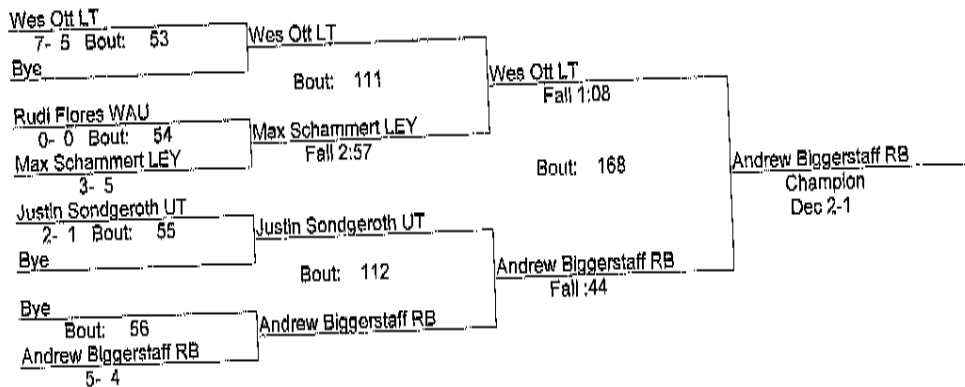 Wes Ott LT
7- 5 Bout: 53
Bye
Rudi Flores WAU
0- 0 Bout: 54
Max Schammert LEY
3- 5
Justin Sondgeroth UT
2- 1 Bout: 55
Bye
Bye
Bout: 56
Andrew Biggerstaff RB
5- 4
Wes Ott LT
Bout: 111
Max Schammert LEY
Fall 2:57
Justin Sondgeroth UT
Bout: 112
Andrew Biggerstaff RB
Wes Ott LT
Fall 1:08
Bout: 168
Andrew Biggerstaff RB
Fall :44
Andrew Biggerstaff RB
Champion
Dec 2-1